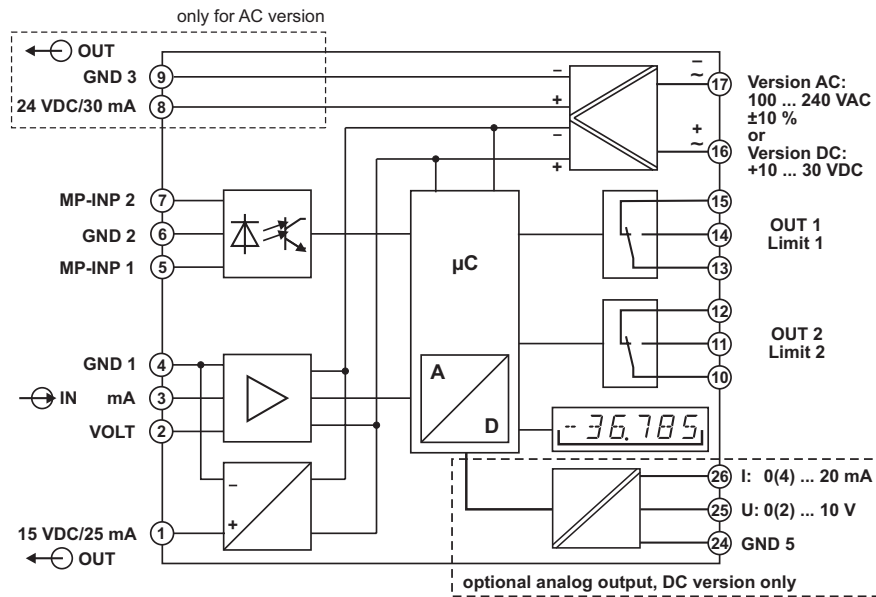 only for AC version
OUT
GND 3
9
24 VDC/30 mA
8
−
+
−
+
−
~
17
Version AC:
100 ... 240 VAC
±10 %
or
+
~
16
Version DC:
+10 ... 30 VDC
MP-INP 2
7
GND 2
6
MP-INP 1
5
µC
15
14
13
OUT 1
Limit 1
12
11
10
OUT 2
Limit 2
GND 1
4
IN
mA
3
VOLT
2
A
D
-36.785
−
+
15 VDC/25 mA
1
OUT
26
I: 0(4) ... 20 mA
25
U: 0(2) ... 10 V
24
GND 5
optional analog output, DC version only